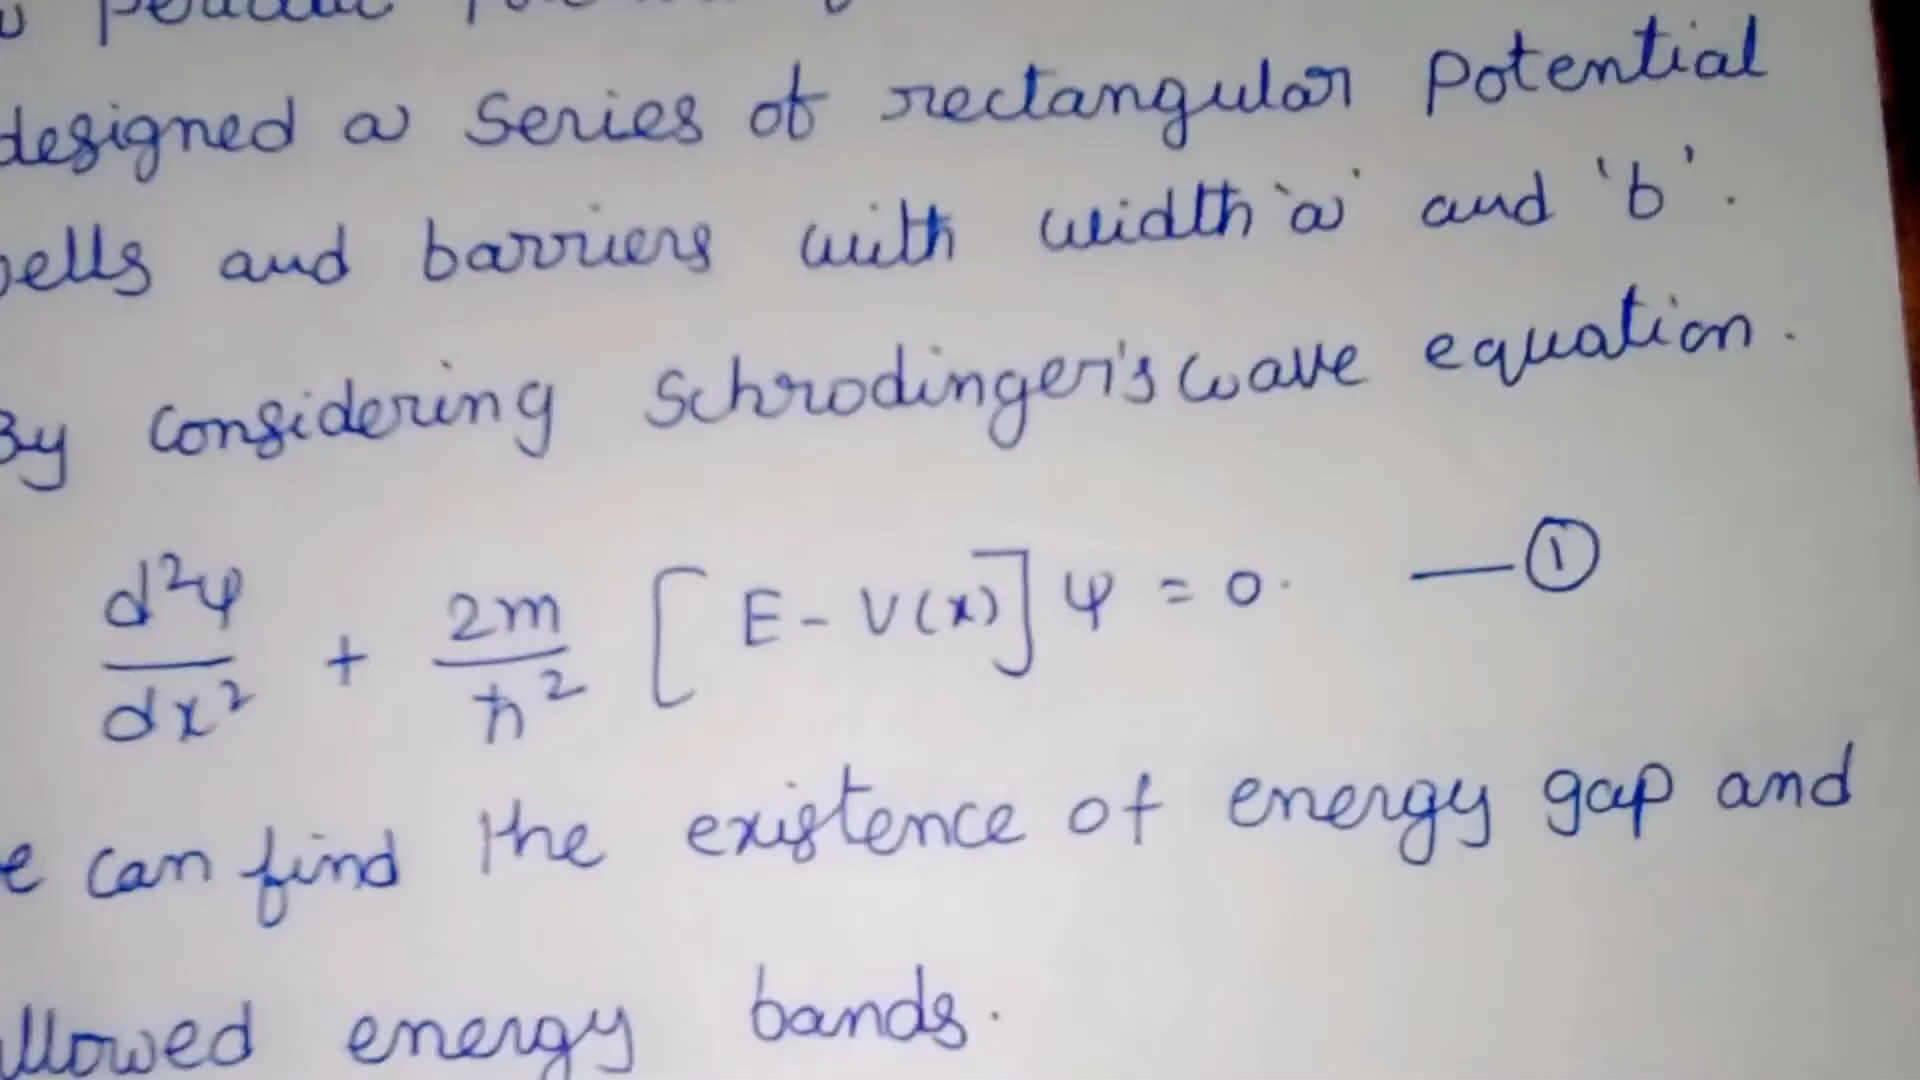 designed a series of rectangular potential
ells and barriers with width 'a' and 'b'.
By considering Schrodinger's wave equation.
d²ψ/dx² + 2m/ħ² [E - V(x)] ψ = 0. —①
e can find the existence of energy gap and
llowed energy bands.